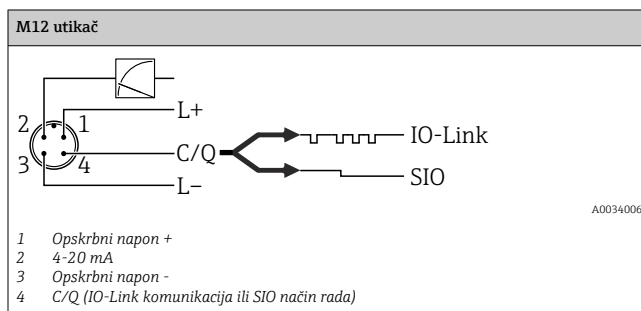 M12 utikač
L+
2 1
C/Q IO-Link
3 4
SIO
L–
A0034006
1 Opskrbni napon +
2 4-20 mA
3 Opskrbni napon -
4 C/Q (IO-Link komunikacija ili SIO način rada)